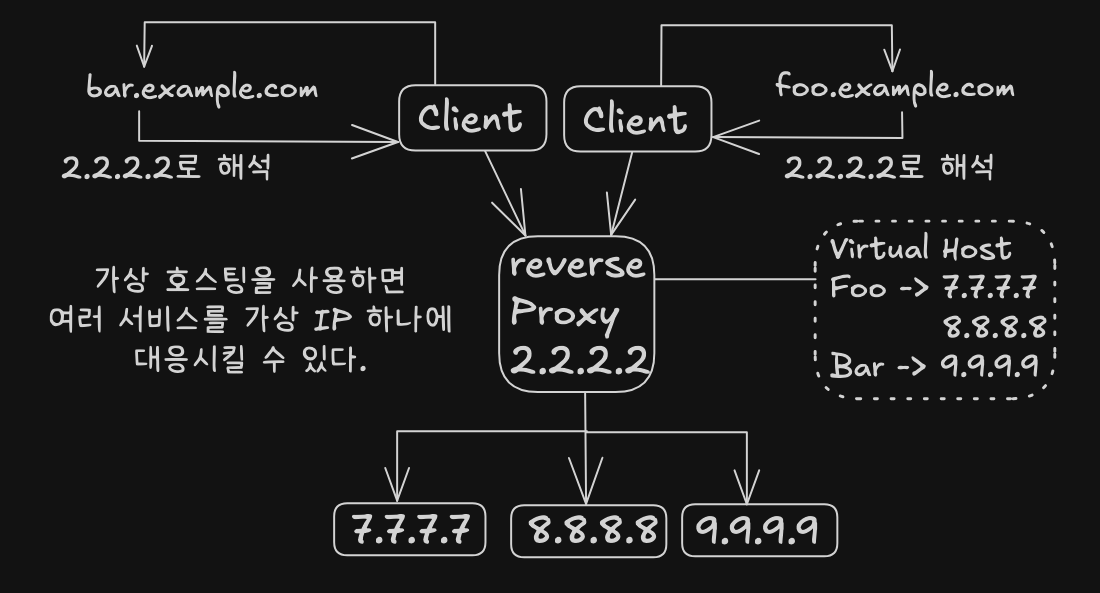 bar.example.com
foo.example.com
Client
Client
2.2.2.2로 해석
2.2.2.2로 해석
가상 호스팅을 사용하면
여러 서비스를 가상 IP 하나에
대응시킬 수 있다.
reverse
Proxy
2.2.2.2
Virtual Host
Foo -> 7.7.7.7
8.8.8.8
Bar -> 9.9.9.9
7.7.7.7
8.8.8.8
9.9.9.9